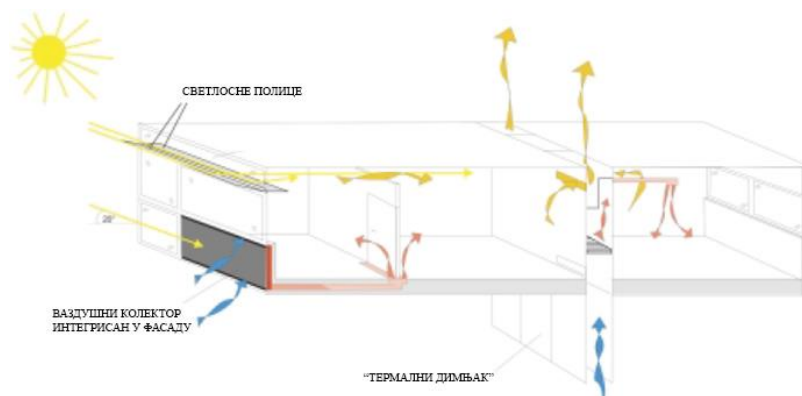 СВЕТЛОСНЕ ПОЛИЦЕ
20°
ВАЗДУШНИ КОЛЕКТОР
ИНТЕГРИСАН У ФАСАДУ
“ТЕРМАЛНИ ДИМЊАК”